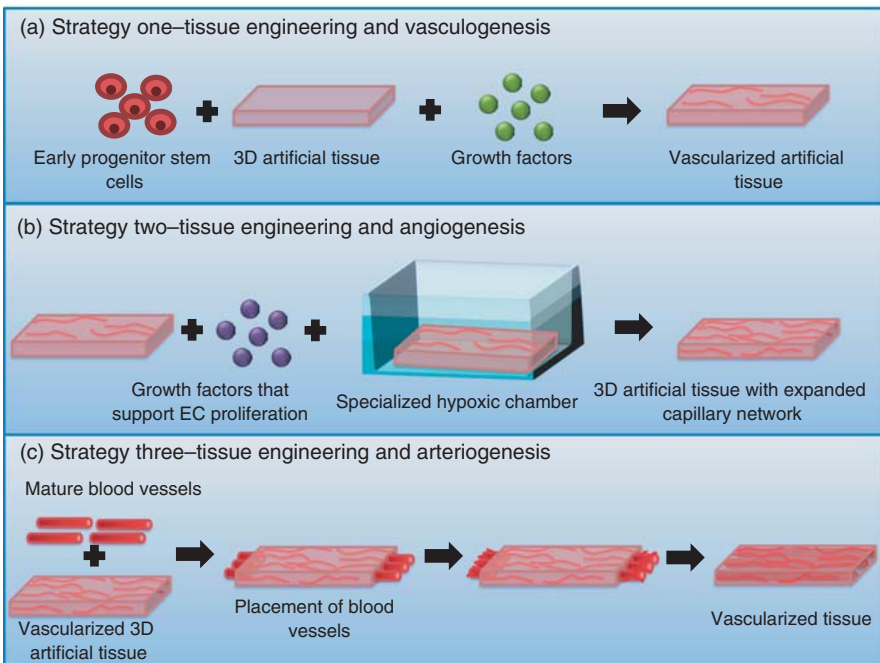 (a) Strategy one–tissue engineering and vasculogenesis
Early progenitor stem
cells
3D artificial tissue
Growth factors
Vascularized artificial
tissue
(b) Strategy two–tissue engineering and angiogenesis
Growth factors that
support EC proliferation
Specialized hypoxic chamber
3D artificial tissue with expanded
capillary network
(c) Strategy three–tissue engineering and arteriogenesis
Mature blood vessels
Vascularized 3D
artificial tissue
Placement of blood
vessels
Vascularized tissue